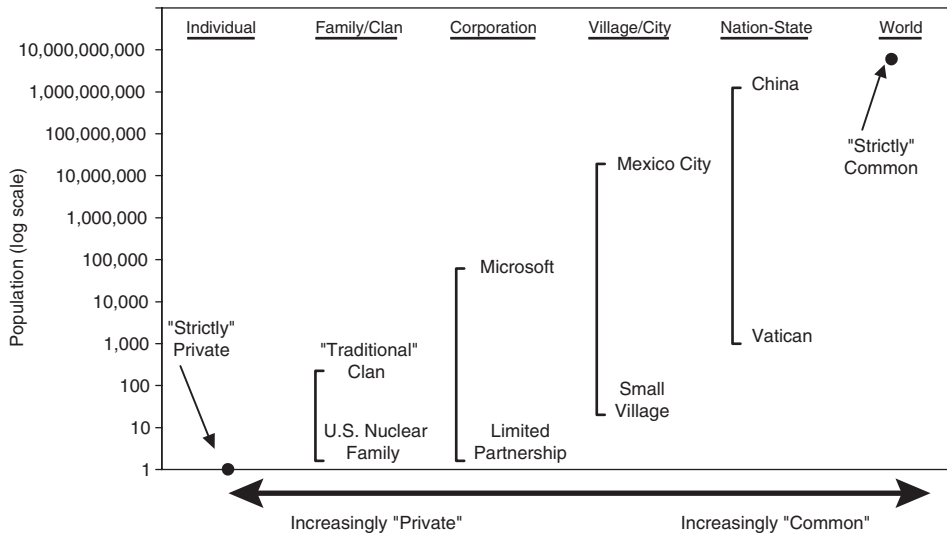 Individual
Family/Clan
Corporation
Village/City
Nation-State
World
Population (log scale)
10,000,000,000
1,000,000,000
100,000,000
10,000,000
1,000,000
100,000
10,000
1,000
100
10
1
"Strictly"
Private
"Traditional"
Clan
U.S. Nuclear
Family
Microsoft
Limited
Partnership
Mexico City
Small
Village
China
Vatican
"Strictly"
Common
Increasingly "Private"
Increasingly "Common"